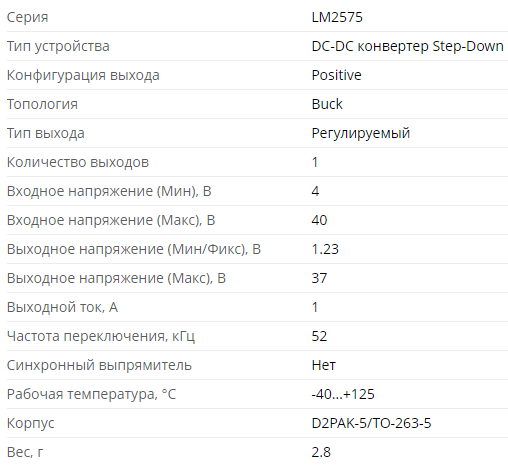 Серия LM2575
Тип устройства DC-DC конвертер Step-Down
Конфигурация выхода Positive
Топология Buck
Тип выхода Регулируемый
Количество выходов 1
Входное напряжение (Мин), В 4
Входное напряжение (Макс), В 40
Выходное напряжение (Мин/Фикс), В 1.23
Выходное напряжение (Макс), В 37
Выходной ток, А 1
Частота переключения, кГц 52
Синхронный выпрямитель Нет
Рабочая температура, °C -40...+125
Корпус D2PAK-5/TO-263-5
Вес, г 2.8